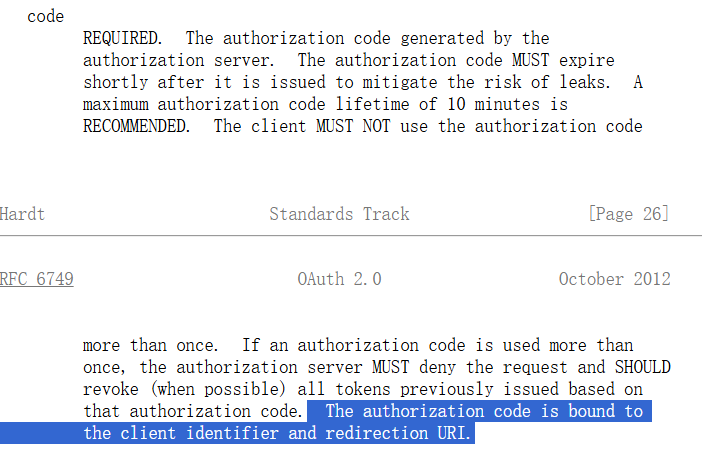 code
REQUIRED.  The authorization code generated by the
authorization server.  The authorization code MUST expire
shortly after it is issued to mitigate the risk of leaks.  A
maximum authorization code lifetime of 10 minutes is
RECOMMENDED.  The client MUST NOT use the authorization code
Hardt Standards Track [Page 26]
RFC 6749 OAuth 2.0 October 2012
more than once.  If an authorization code is used more than
once, the authorization server MUST deny the request and SHOULD
revoke (when possible) all tokens previously issued based on
that authorization code.  The authorization code is bound to
the client identifier and redirection URI.